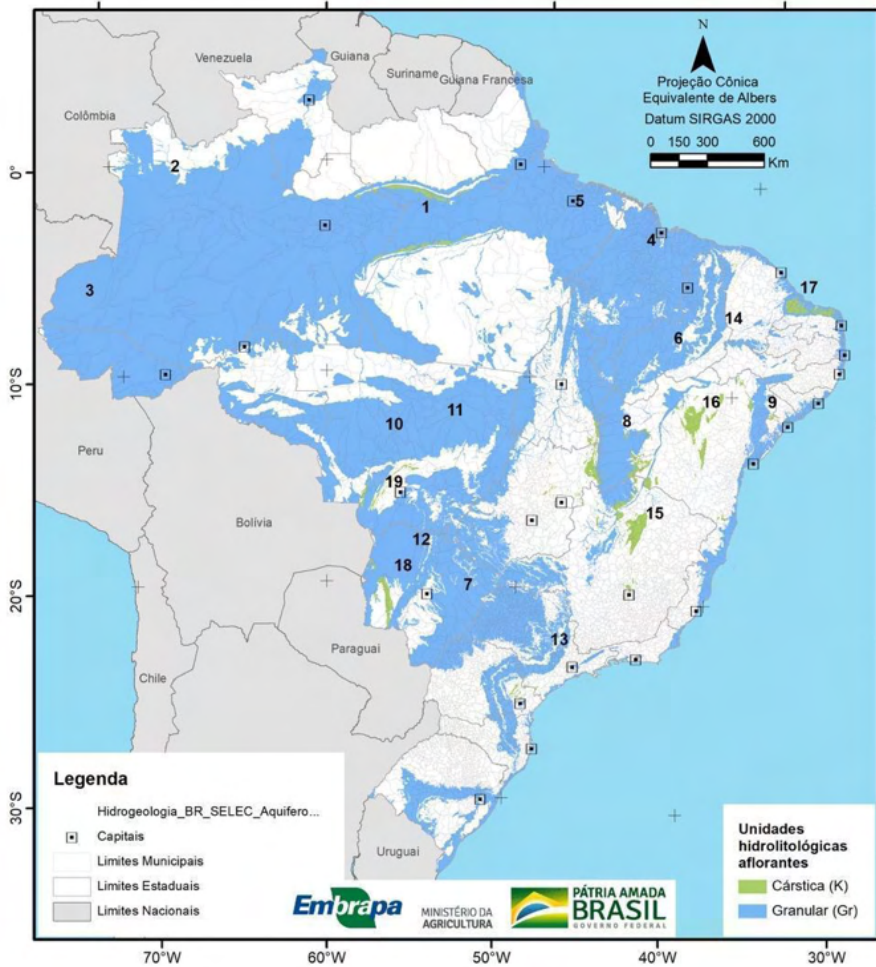 N
Projeção Cônica
Equivalente de Albers
Datum SIRGAS 2000
0 150 300 600
Km
Venezuela
Guiana
Suriname
Guiana Francesa
Colômbia
Peru
Bolívia
Paraguai
Chile
Uruguai
0°
10°S
20°S
30°S
2
1
5
3
4
17
6
14
11
10
8
16
9
19
15
12
18
7
13
Legenda
Hidrogeologia_BR_SELEC_Aquifero...
Capitais
Limites Municipais
Limites Estaduais
Limites Nacionais
Embrapa
MINISTÉRIO DA
AGRICULTURA
PÁTRIA AMADA
BRASIL
GOVERNO FEDERAL
Unidades
hidrolitológicas
aflorantes
Cárstica (K)
Granular (Gr)
70°W 60°W 50°W 40°W 30°W